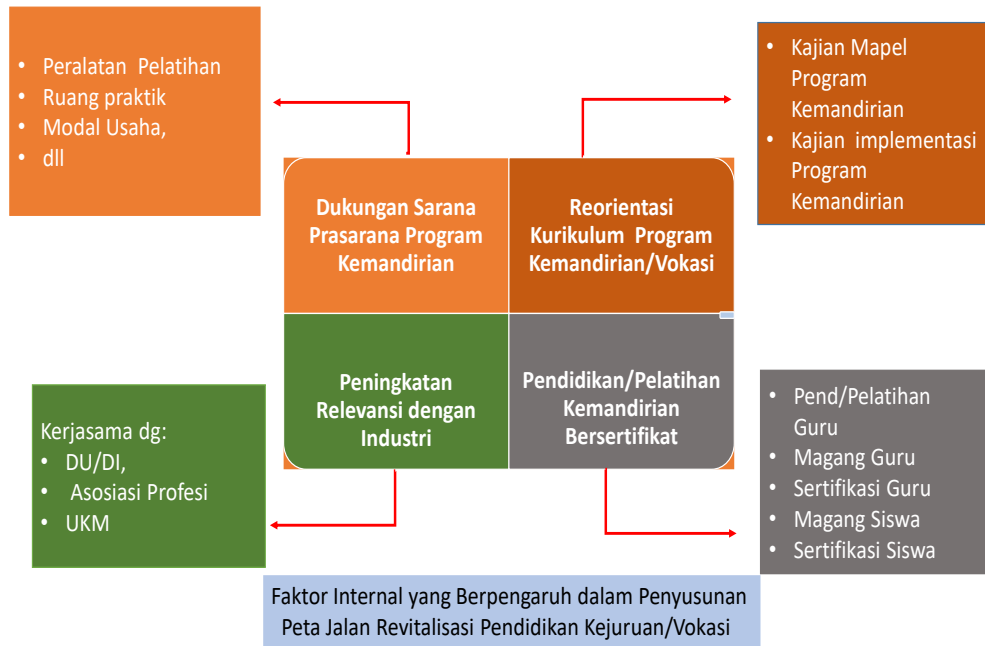 • Peralatan Pelatihan
• Ruang praktik
• Modal Usaha,
• dll
• Kajian Mapel
Program
Kemandirian
• Kajian implementasi
Program
Kemandirian
Dukungan Sarana
Prasarana Program
Kemandirian
Reorientasi
Kurikulum Program
Kemandirian/Vokasi
Peningkatan
Relevansi dengan
Industri
Pendidikan/Pelatihan
Kemandirian
Bersertifikat
Kerjasama dg:
• DU/DI,
• Asosiasi Profesi
• UKM
• Pend/Pelatihan
Guru
• Magang Guru
• Sertifikasi Guru
• Magang Siswa
• Sertifikasi Siswa
Faktor Internal yang Berpengaruh dalam Penyusunan
Peta Jalan Revitalisasi Pendidikan Kejuruan/Vokasi